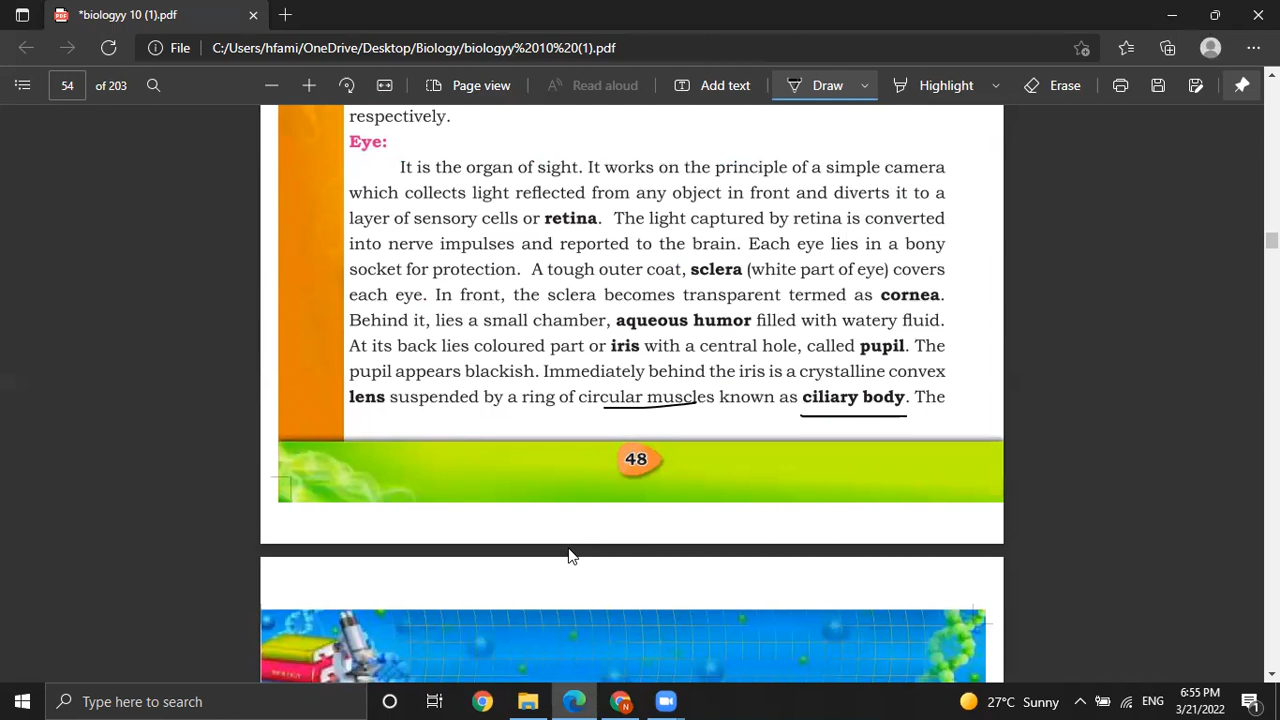 *biology 10 (1).pdf
File C:/Users/hfami/OneDrive/Desktop/Biology/biologyy%2010%20(1).pdf
54 of 203 Page view Read aloud Add text Draw Highlight Erase
respectively.
Eye:
It is the organ of sight. It works on the principle of a simple camera
which collects light reflected from any object in front and diverts it to a
layer of sensory cells or retina. The light captured by retina is converted
into nerve impulses and reported to the brain. Each eye lies in a bony
socket for protection. A tough outer coat, sclera (white part of eye) covers
each eye. In front, the sclera becomes transparent termed as cornea.
Behind it, lies a small chamber, aqueous humor filled with watery fluid.
At its back lies coloured part or iris with a central hole, called pupil. The
pupil appears blackish. Immediately behind the iris is a crystalline convex
lens suspended by a ring of circular muscles known as ciliary body. The
48
Type here to search
27°C Sunny ENG 6:55 PM
3/21/2022